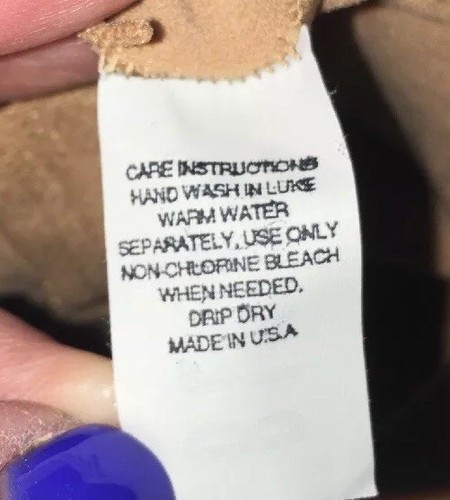 CARE INSTRUCTIONS
HAND WASH IN LUKE
WARM WATER
SEPARATELY, USE ONLY
NON-CHLORINE BLEACH
WHEN NEEDED.
DRIP DRY
MADE IN U.S.A